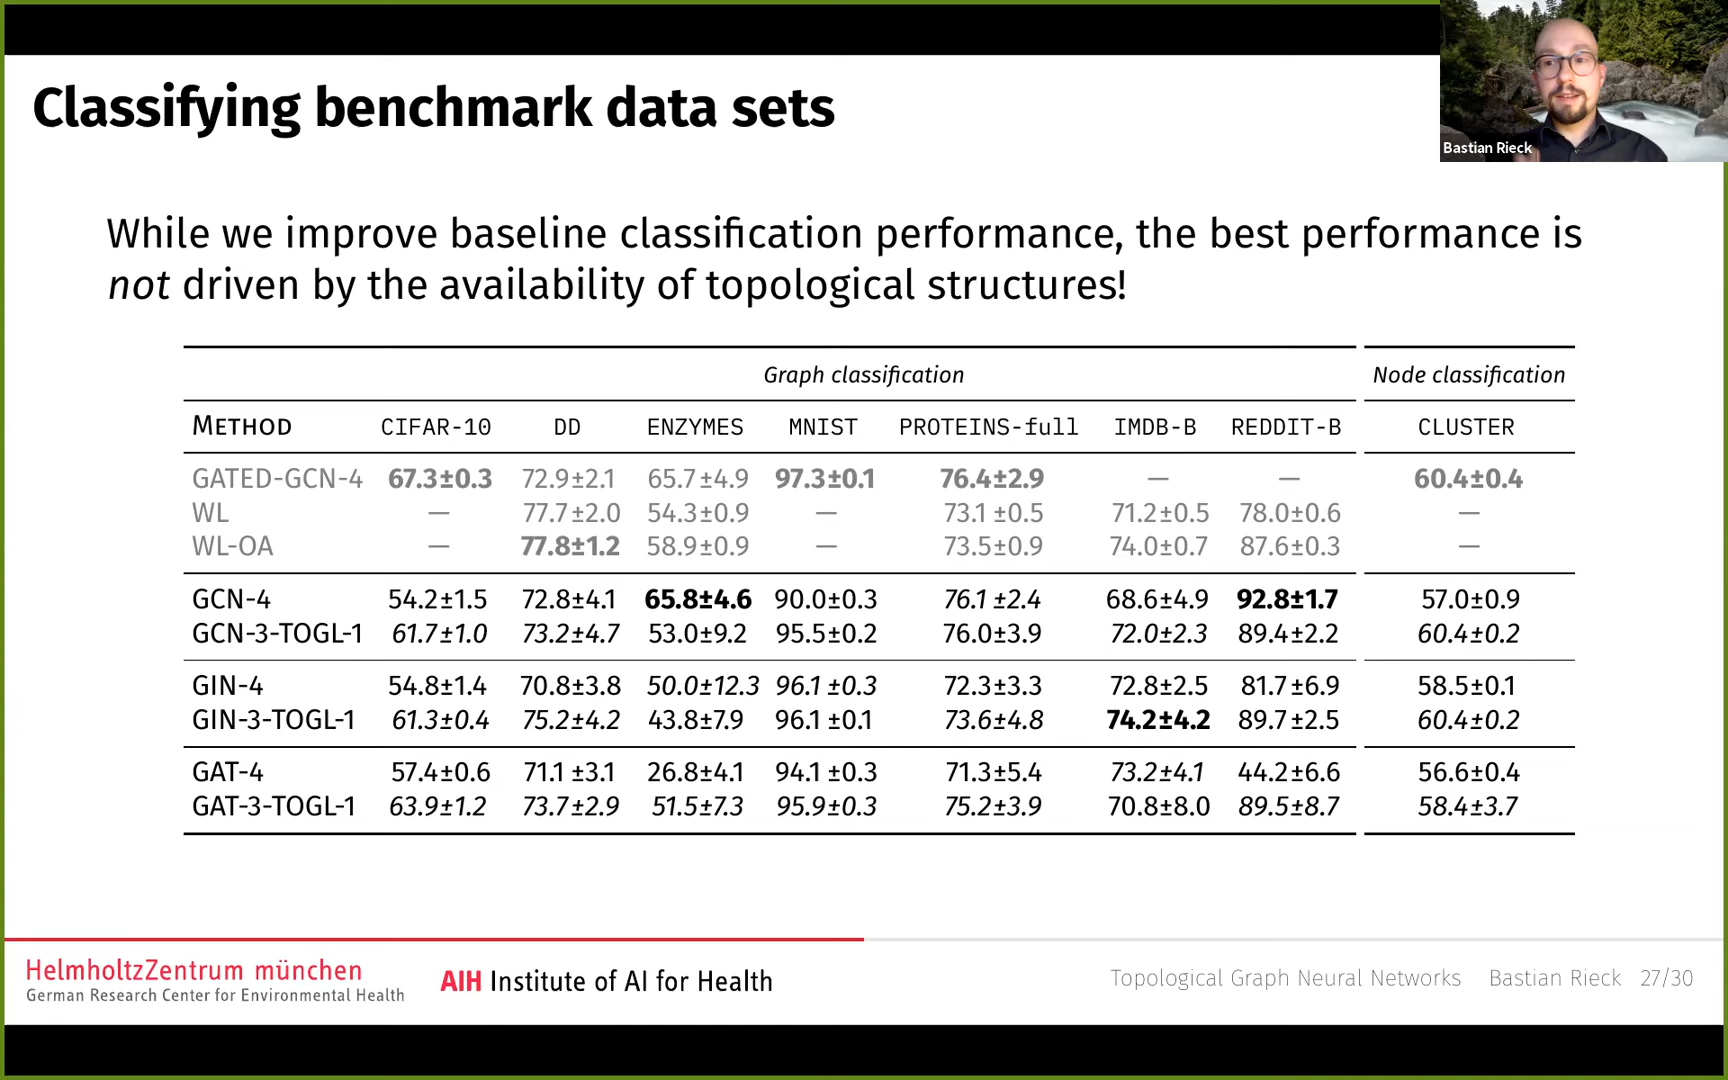 Classifying benchmark data sets
Bastian Rieck
While we improve baseline classification performance, the best performance is
not driven by the availability of topological structures!
Graph classification Node classification
METHOD CIFAR-10 DD ENZYMES MNIST PROTEINS-full IMDB-B REDDIT-B CLUSTER
GATED-GCN-4 67.3±0.3 72.9±2.1 65.7±4.9 97.3±0.1 76.4±2.9 — — 60.4±0.4
WL — 77.7±2.0 54.3±0.9 — 73.1±0.5 71.2±0.5 78.0±0.6 —
WL-OA — 77.8±1.2 58.9±0.9 — 73.5±0.9 74.0±0.7 87.6±0.3 —
GCN-4 54.2±1.5 72.8±4.1 65.8±4.6 90.0±0.3 76.1±2.4 68.6±4.9 92.8±1.7 57.0±0.9
GCN-3-TOGL-1 61.7±1.0 73.2±4.7 53.0±9.2 95.5±0.2 76.0±3.9 72.0±2.3 89.4±2.2 60.4±0.2
GIN-4 54.8±1.4 70.8±3.8 50.0±12.3 96.1±0.3 72.3±3.3 72.8±2.5 81.7±6.9 58.5±0.1
GIN-3-TOGL-1 61.3±0.4 75.2±4.2 43.8±7.9 96.1±0.1 73.6±4.8 74.2±4.2 89.7±2.5 60.4±0.2
GAT-4 57.4±0.6 71.1±3.1 26.8±4.1 94.1±0.3 71.3±5.4 73.2±4.1 44.2±6.6 56.6±0.4
GAT-3-TOGL-1 63.9±1.2 73.7±2.9 51.5±7.3 95.9±0.3 75.2±3.9 70.8±8.0 89.5±8.7 58.4±3.7
HelmholtzZentrum münchen
German Research Center for Environmental Health
AIH Institute of AI for Health
Topological Graph Neural Networks Bastian Rieck 27/30